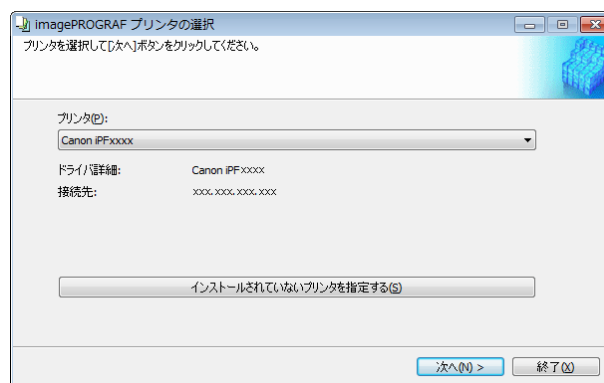 imagePROGRAF プリンタの選択
プリンタを選択して[次へ]ボタンをクリックしてください。
プリンタ(P):
Canon iPFxxxx
ドライバ詳細: Canon iPFxxxx
接続先: xxx.xxx.xxx.xxx
インストールされていないプリンタを指定する(S)
次へ(N) > 終了(X)